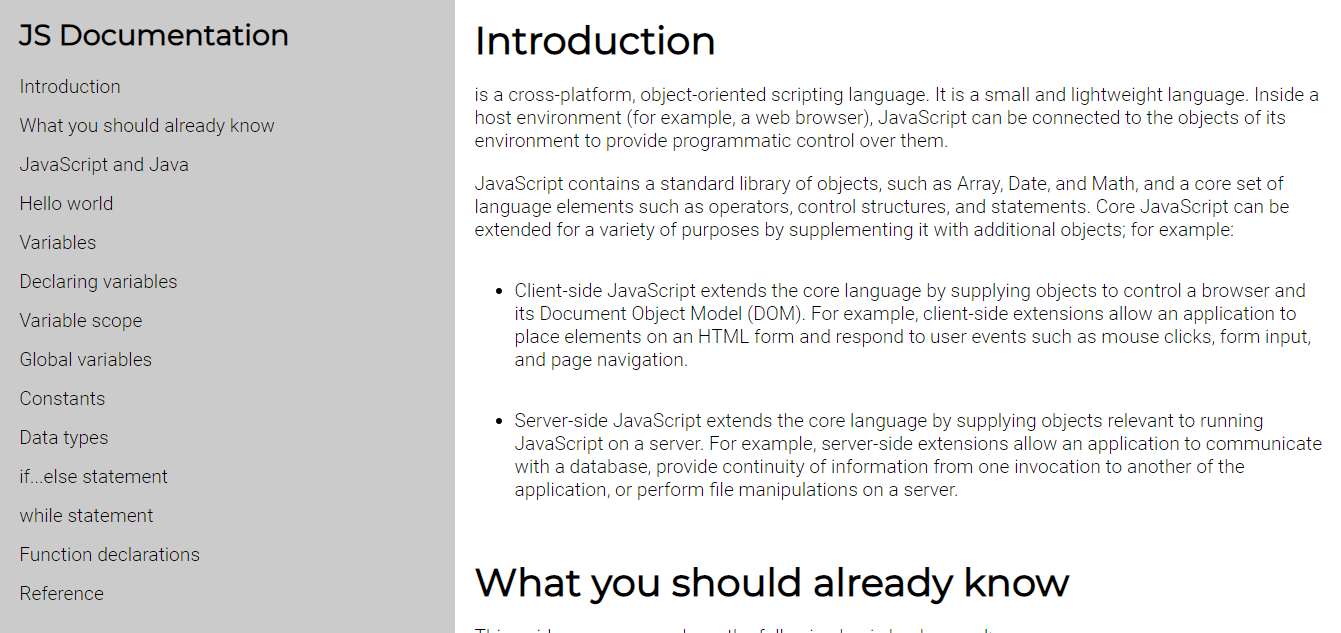 JS Documentation
Introduction
What you should already know
JavaScript and Java
Hello world
Variables
Declaring variables
Variable scope
Global variables
Constants
Data types
if...else statement
while statement
Function declarations
Reference
Introduction
is a cross-platform, object-oriented scripting language. It is a small and lightweight language. Inside a
host environment (for example, a web browser), JavaScript can be connected to the objects of its
environment to provide programmatic control over them.
JavaScript contains a standard library of objects, such as Array, Date, and Math, and a core set of
language elements such as operators, control structures, and statements. Core JavaScript can be
extended for a variety of purposes by supplementing it with additional objects; for example:
Client-side JavaScript extends the core language by supplying objects to control a browser and
its Document Object Model (DOM). For example, client-side extensions allow an application to
place elements on an HTML form and respond to user events such as mouse clicks, form input,
and page navigation.
Server-side JavaScript extends the core language by supplying objects relevant to running
JavaScript on a server. For example, server-side extensions allow an application to communicate
with a database, provide continuity of information from one invocation to another of the
application, or perform file manipulations on a server.
What you should already know